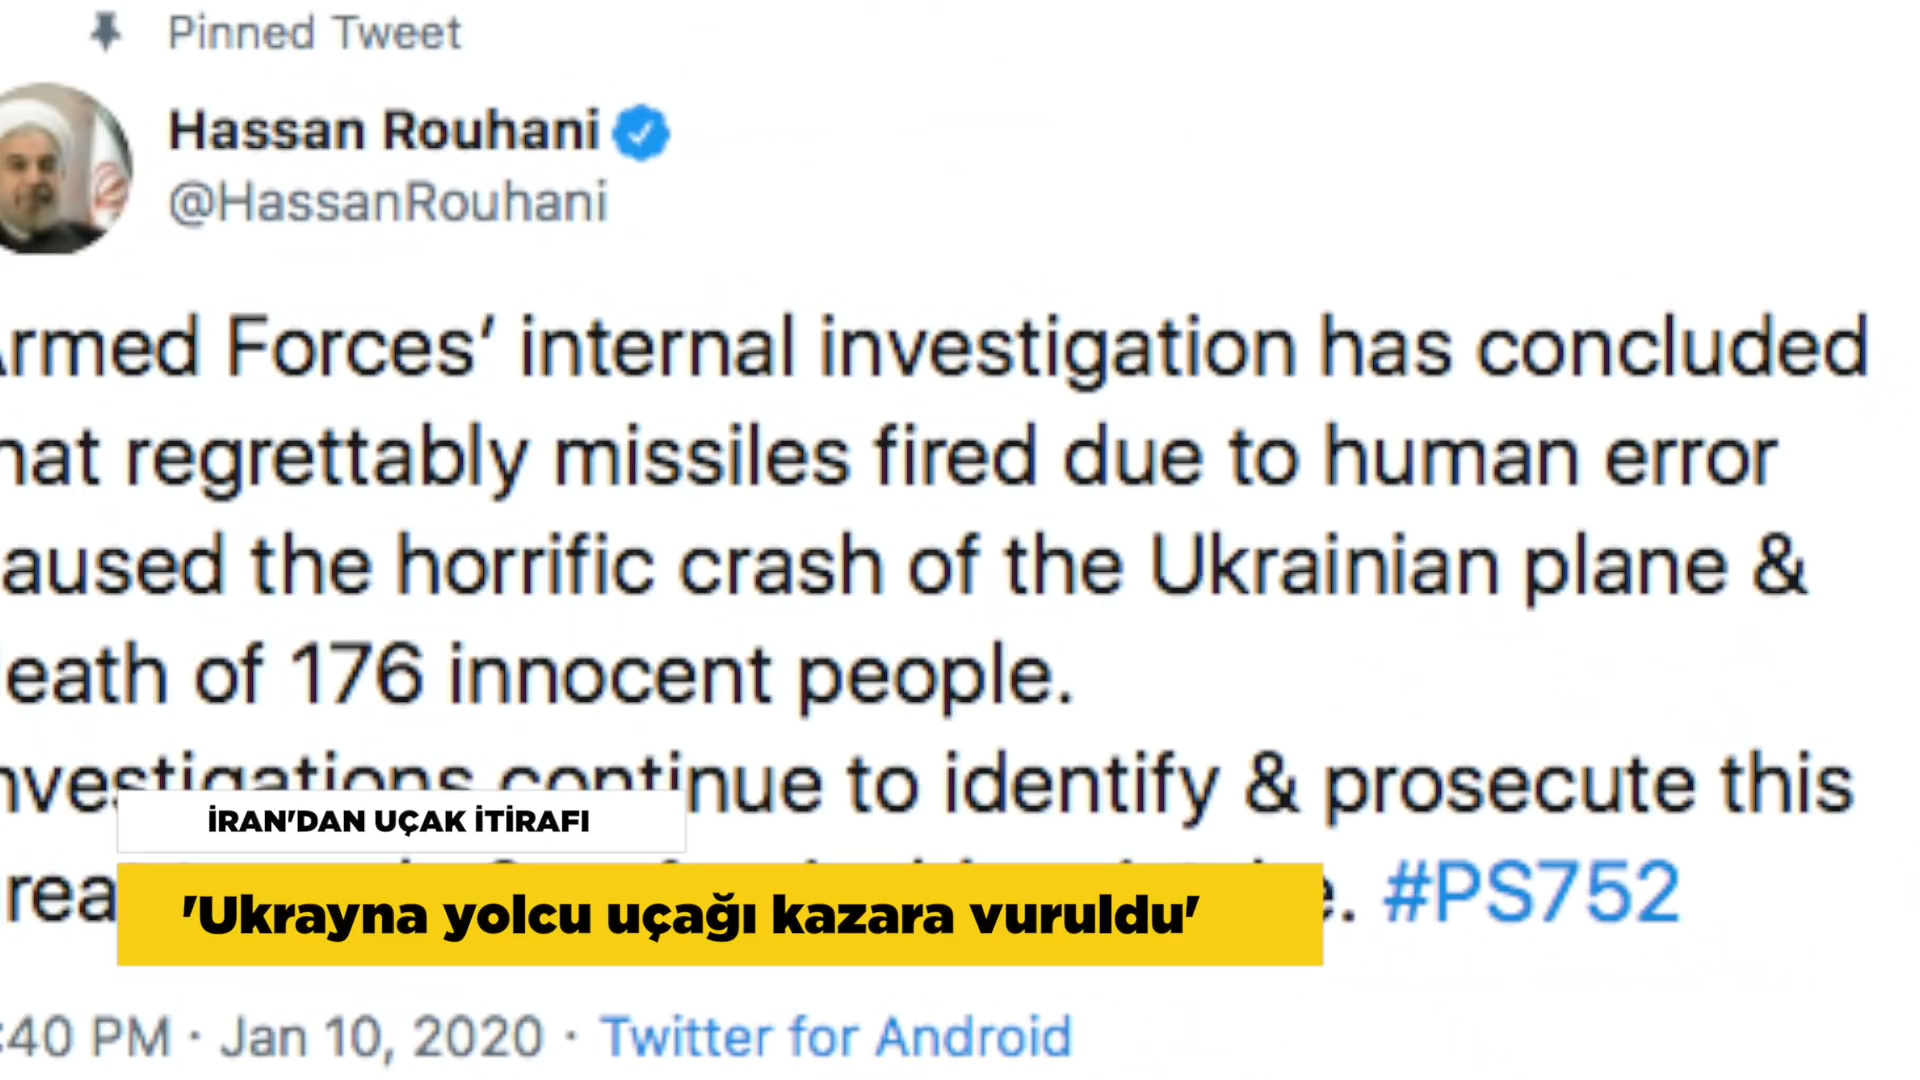 Pinned Tweet
Hassan Rouhani
@HassanRouhani
rmed Forces’ internal investigation has concluded
hat regrettably missiles fired due to human error
aused the horrific crash of the Ukrainian plane &
eath of 176 innocent people.
continue to identify & prosecute this
İRAN'DAN UÇAK İTİRAFI
#PS752
'Ukrayna yolcu uçağı kazara vuruldu'
:40 PM · Jan 10, 2020 · Twitter for Android